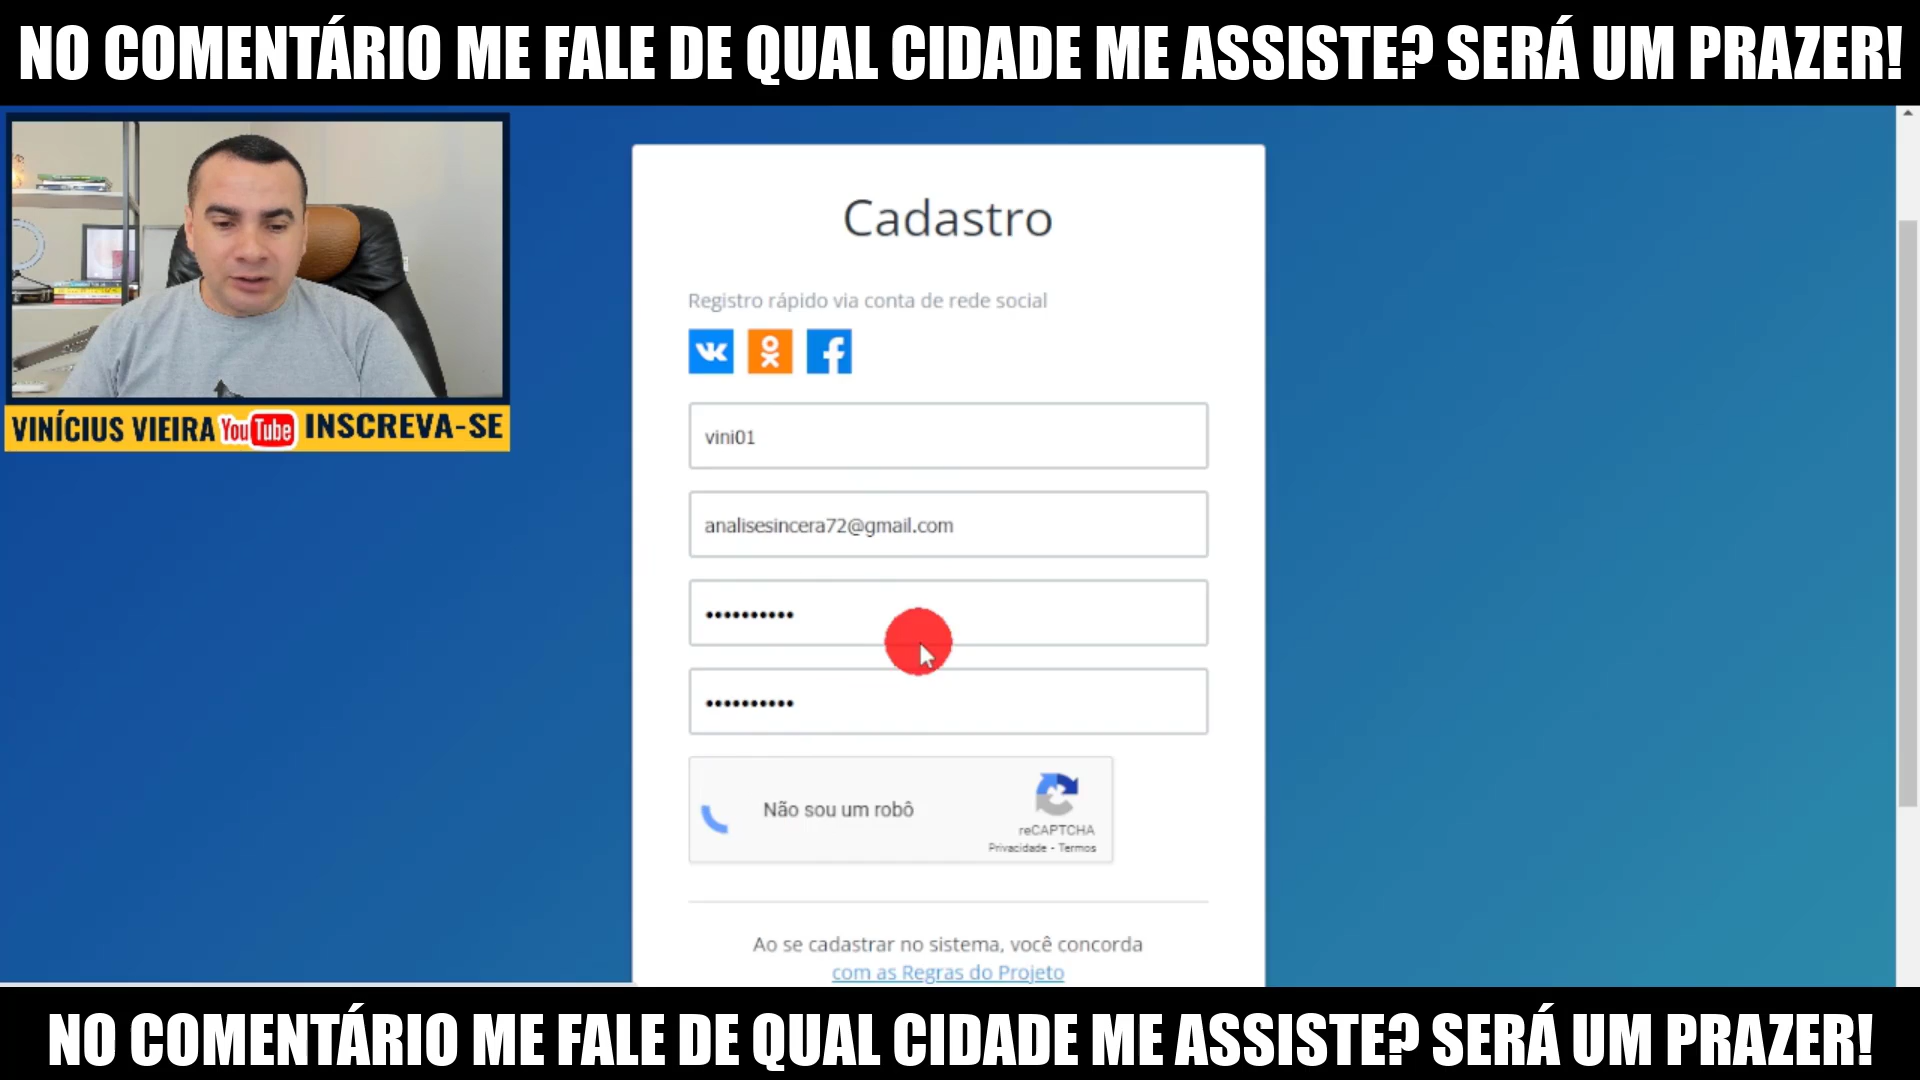 NO COMENTÁRIO ME FALE DE QUAL CIDADE ME ASSISTE? SERÁ UM PRAZER!
VINÍCIUS VIEIRA YouTube INSCREVA-SE
Cadastro
Registro rápido via conta de rede social
vini01
analisesincera72@gmail.com
••••••••••
••••••••••
Não sou um robô
reCAPTCHA
Privacidade - Termos
Ao se cadastrar no sistema, você concorda
com as Regras do Projeto
NO COMENTÁRIO ME FALE DE QUAL CIDADE ME ASSISTE? SERÁ UM PRAZER!